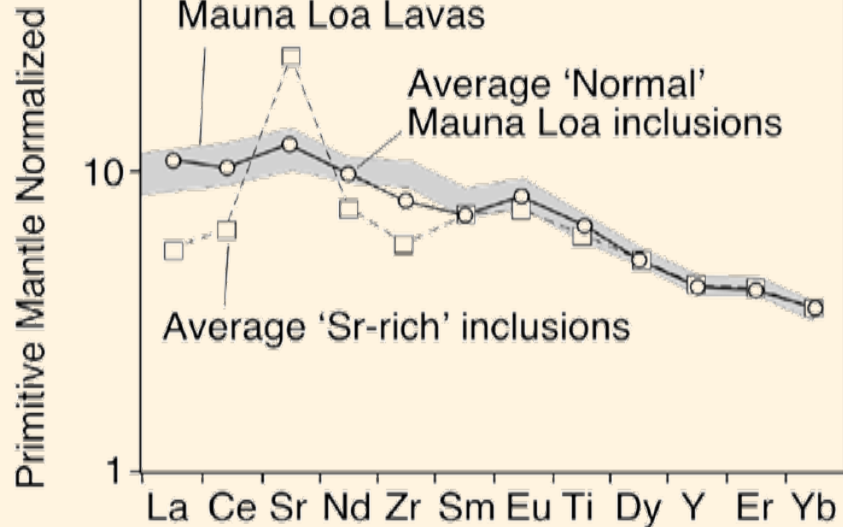 Mauna Loa Lavas
Average ‘Normal’
Mauna Loa inclusions
Average ‘Sr-rich’ inclusions
Primitive Mantle Normalized
10
1
La Ce Sr Nd Zr Sm Eu Ti Dy Y Er Yb